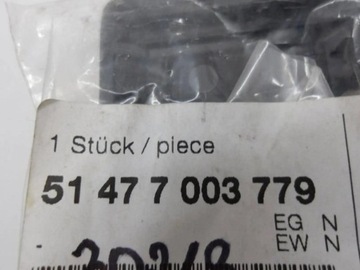 1 Stück / piece
51 47 7 003 779
EG N
- EW N